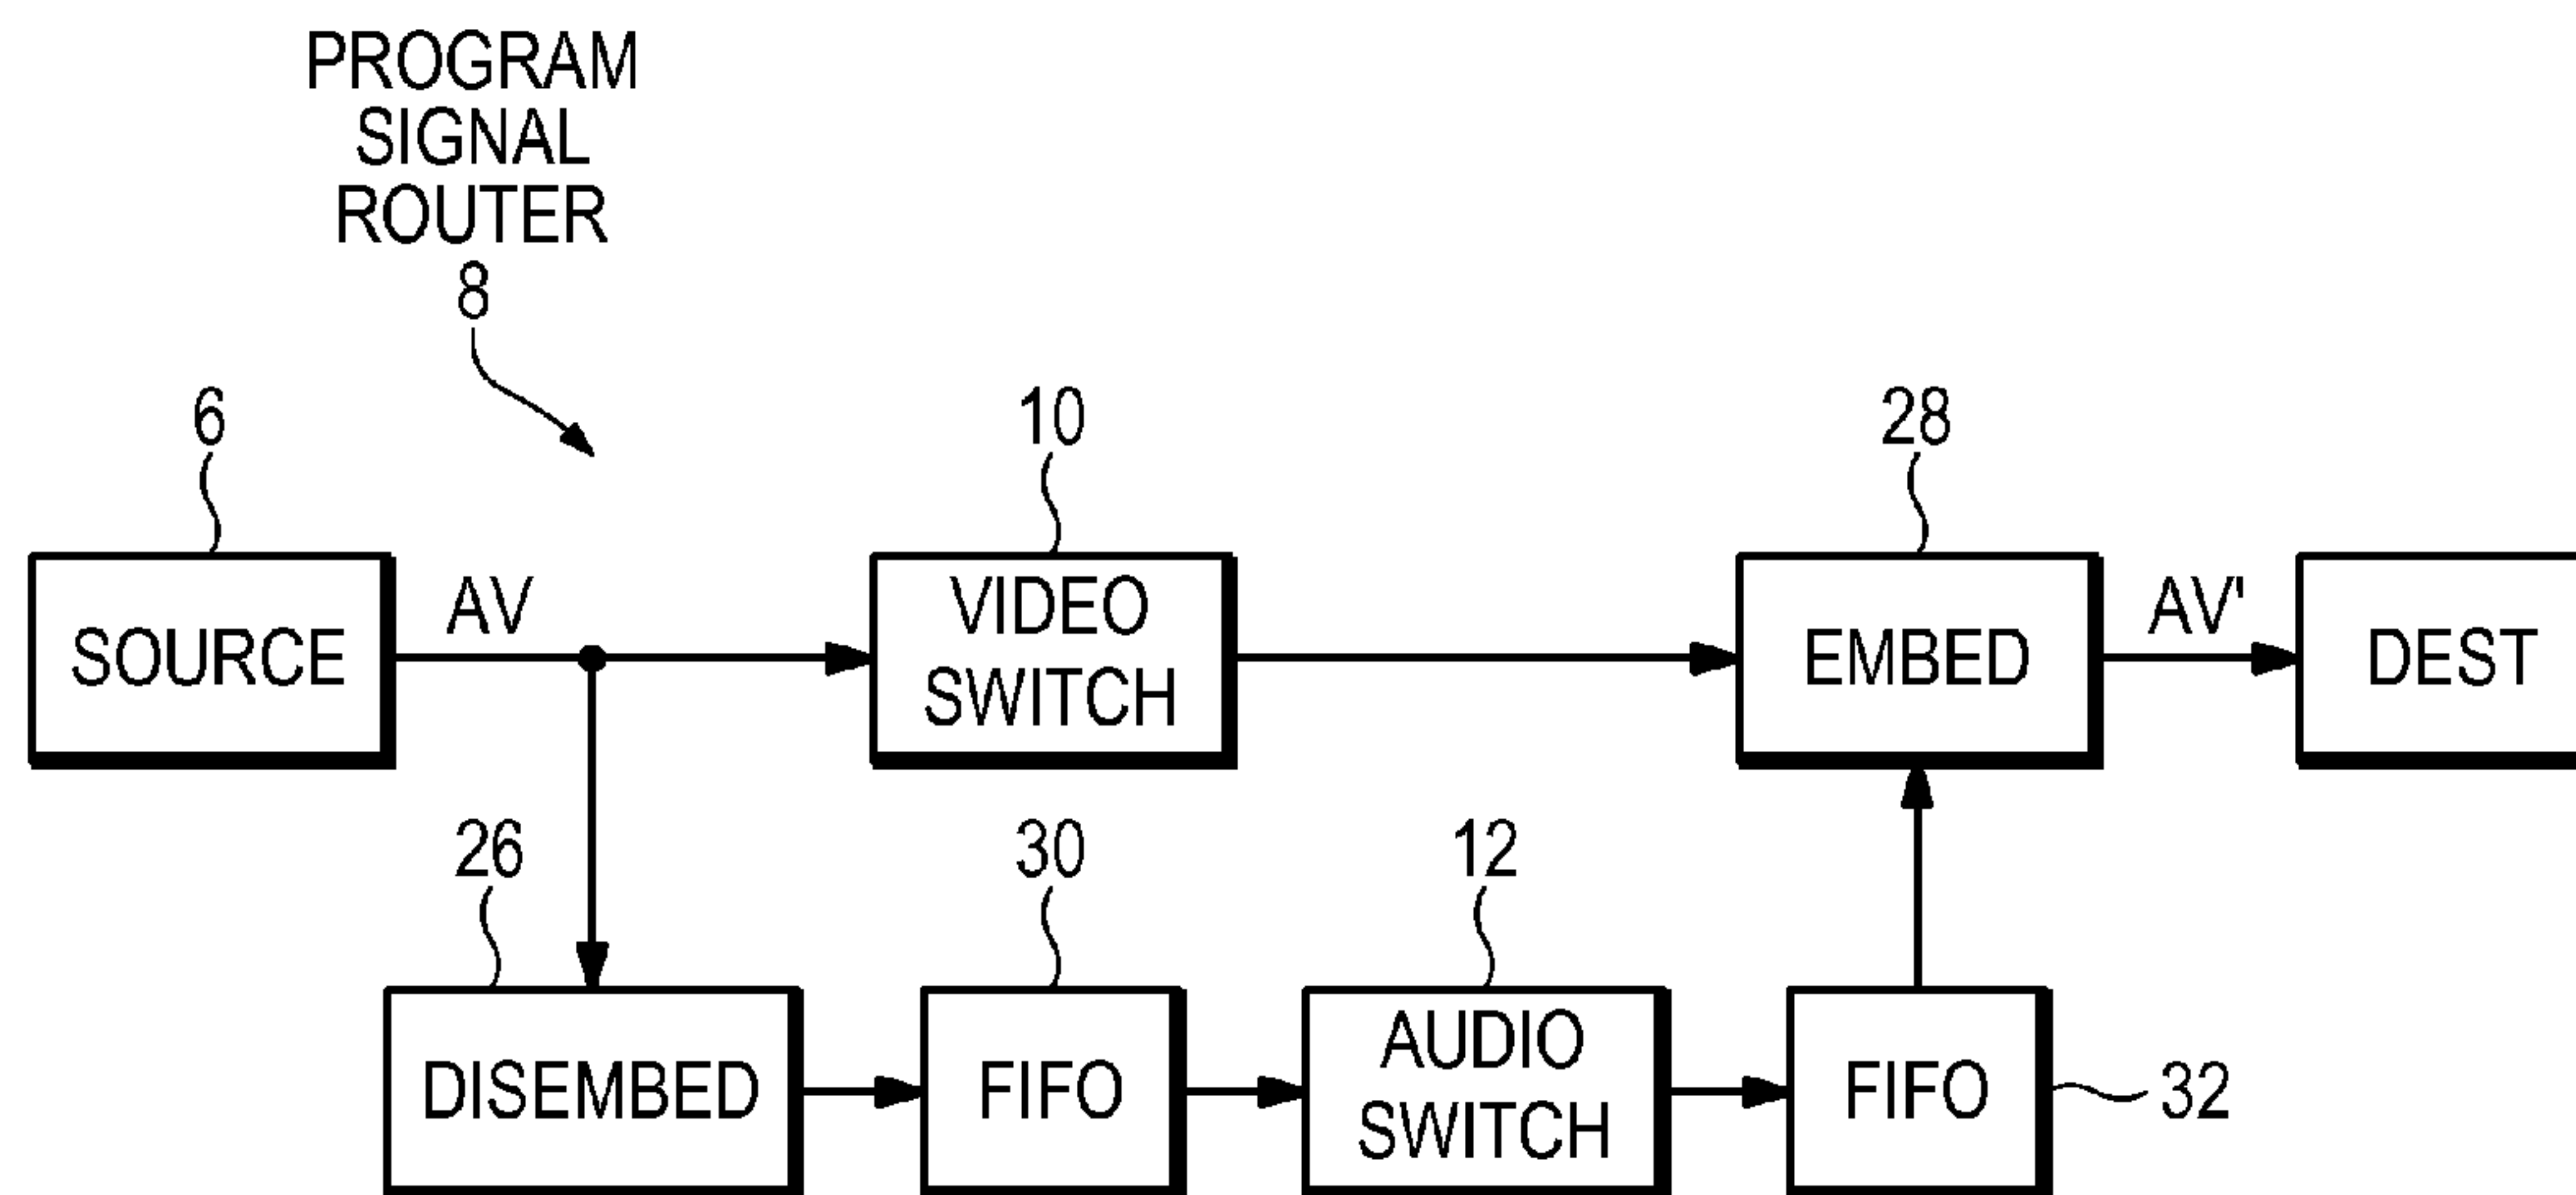 PROGRAM
SIGNAL
ROUTER
8
6
10
28
SOURCE
AV
VIDEO
SWITCH
EMBED
AV'
DEST
26
30
12
DISEMBED
FIFO
AUDIO
SWITCH
FIFO
32